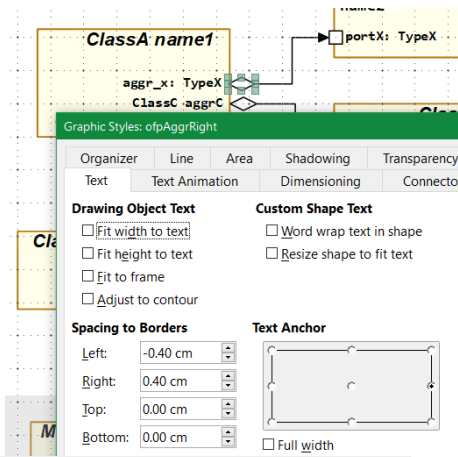 name2
ClassA name1
portX: TypeX
aggr_x: TypeX
ClassC aggrC
Graphic Styles: ofpAggrRight
Organizer Line Area Shadowing Transparency
Text Text Animation Dimensioning Connecto
Drawing Object Text Custom Shape Text
Fit width to text Word wrap text in shape
Fit height to text Resize shape to fit text
Fit to frame
Adjust to contour
Spacing to Borders Text Anchor
Left: -0.40 cm
Right: 0.40 cm
Top: 0.00 cm
Bottom: 0.00 cm
Full width